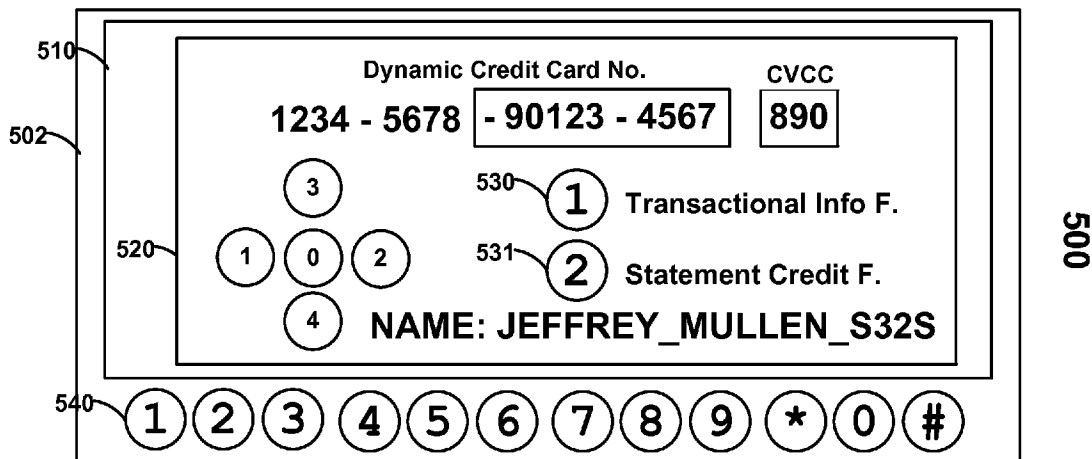 510
Dynamic Credit Card No.
CVCC
1234 - 5678 - 90123 - 4567
890
502
3
530
1 Transactional Info F.
520
1 0 2
531
2 Statement Credit F.
500
4
NAME: JEFFREY_MULLEN_S32S
540
1 2 3 4 5 6 7 8 9 * 0 #